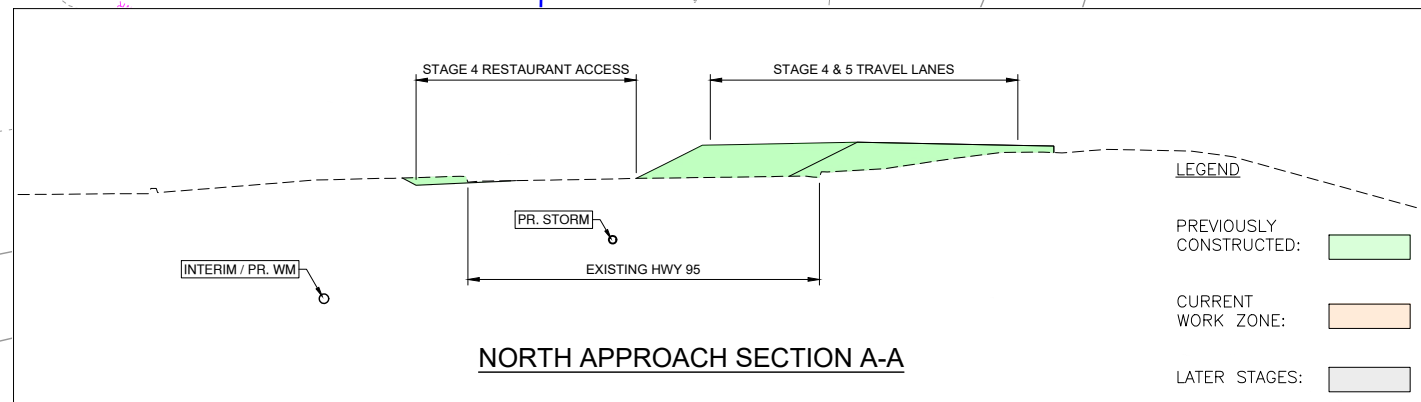 STAGE 4 RESTAURANT ACCESS
STAGE 4 & 5 TRAVEL LANES
LEGEND
PREVIOUSLY
CONSTRUCTED:
PR. STORM
INTERIM / PR. WM
EXISTING HWY 95
CURRENT
WORK ZONE:
NORTH APPROACH SECTION A-A
LATER STAGES: